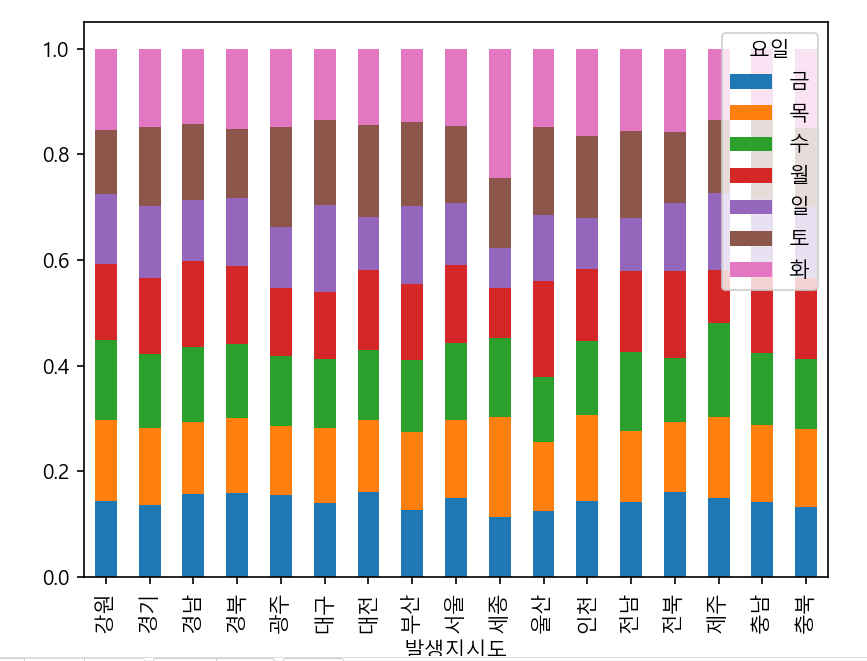 1.0
0.8
0.6
0.4
0.2
0.0
요일
금
목
수
월
일
토
화
강원 경기 경남 경북 광주 대구 대전 부산 서울 세종 울산 인천 전남 전북 제주 충남 충북
발생지시도